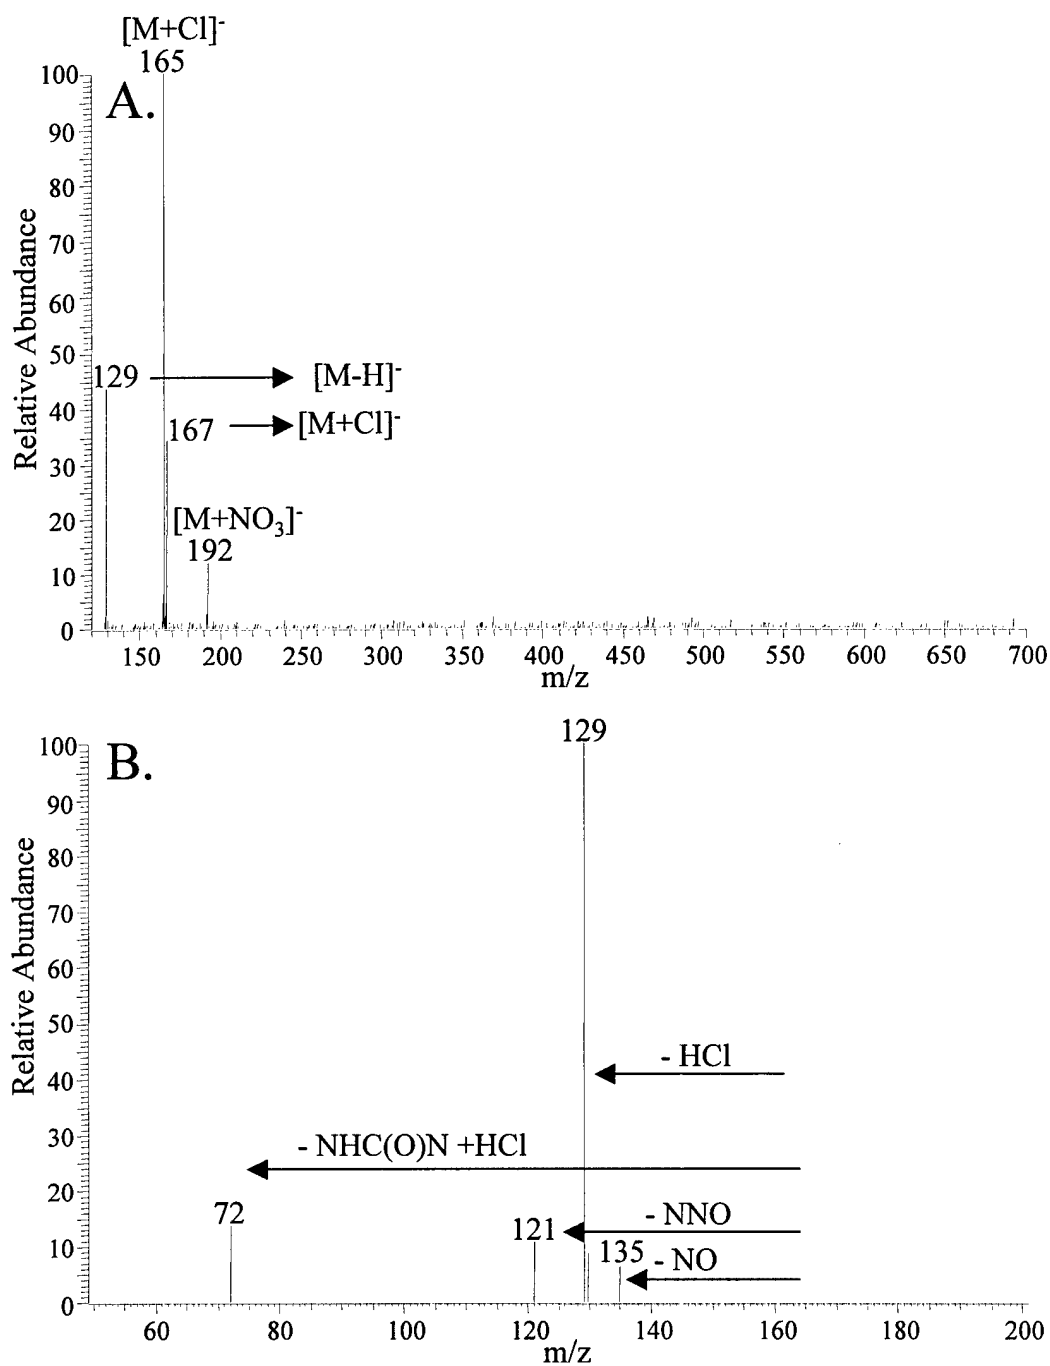 [M+Cl]-
165
A.
100
90
80
70
60
50
40
30
20
10
0
Relative Abundance
129
[M-H]-
167
[M+Cl]-
[M+NO3]-
192
150 200 250 300 350 400 450 500 550 600 650 700
m/z
129
B.
100
90
80
70
60
50
40
30
20
10
0
Relative Abundance
- HCl
- NHC(O)N +HCl
72
121
- NNO
135
- NO
60 80 100 120 140 160 180 200
m/z